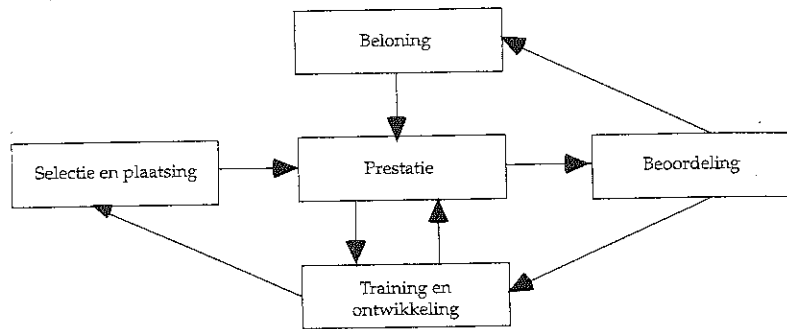 Beloning
Selectie en plaatsing
Prestatie
Beoordeling
Training en
ontwikkeling